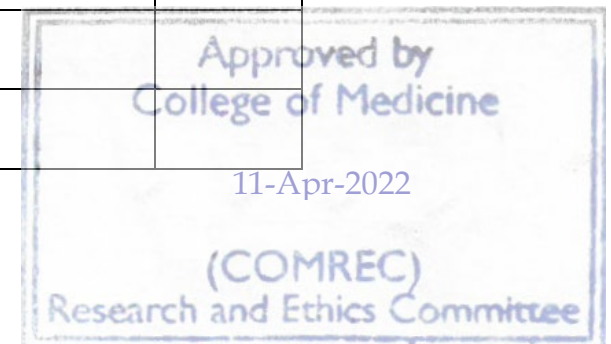 Approved by
College of Medicine
11-Apr-2022
(COMREC)
Research and Ethics Committee